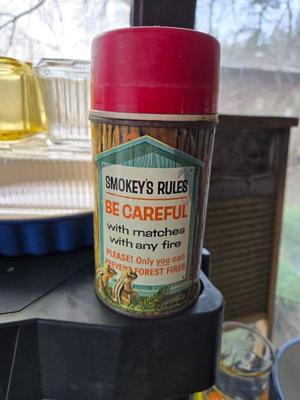 SMOKEY'S RULES
BE CAREFUL
with matches
with any fire
PLEASE! Only you can
PREVENT FOREST FIRES